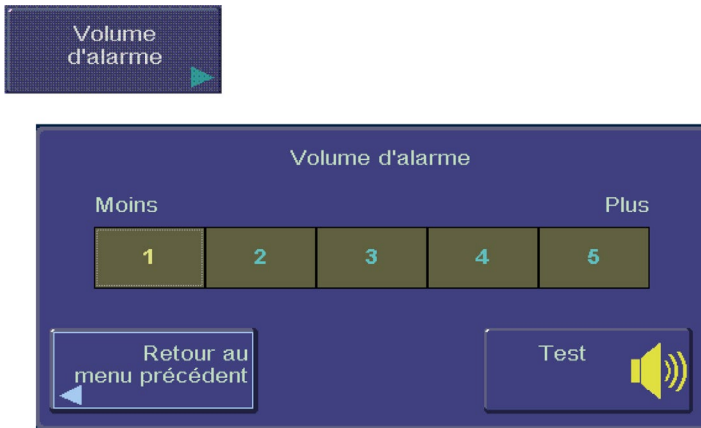 Volume
d'alarme
Volume d'alarme
Moins Plus
1 2 3 4 5
Retour au
menu précédent
Test